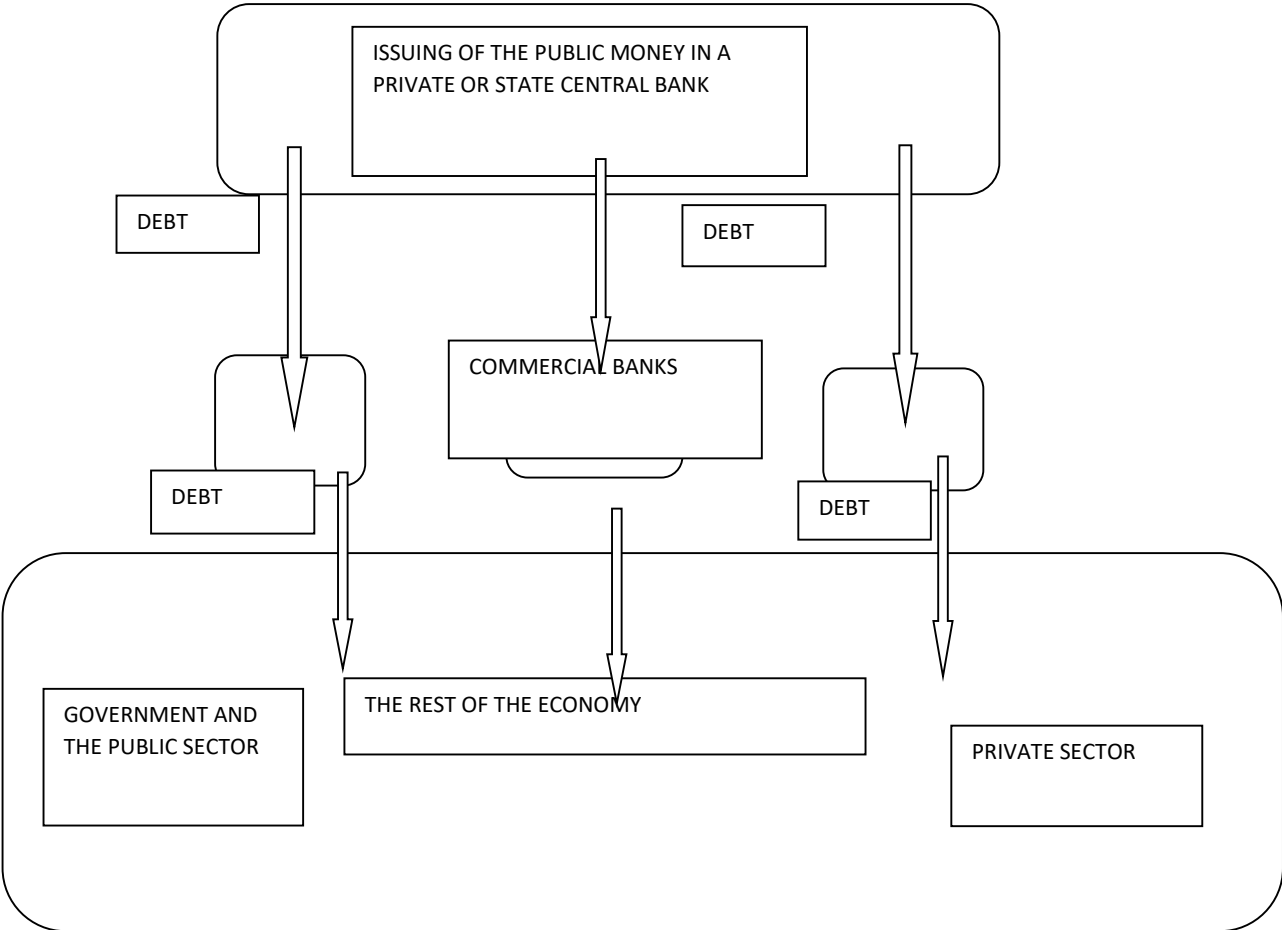 ISSUING OF THE PUBLIC MONEY IN A
PRIVATE OR STATE CENTRAL BANK
DEBT
DEBT
COMMERCIAL BANKS
DEBT
DEBT
GOVERNMENT AND
THE PUBLIC SECTOR
THE REST OF THE ECONOMY
PRIVATE SECTOR